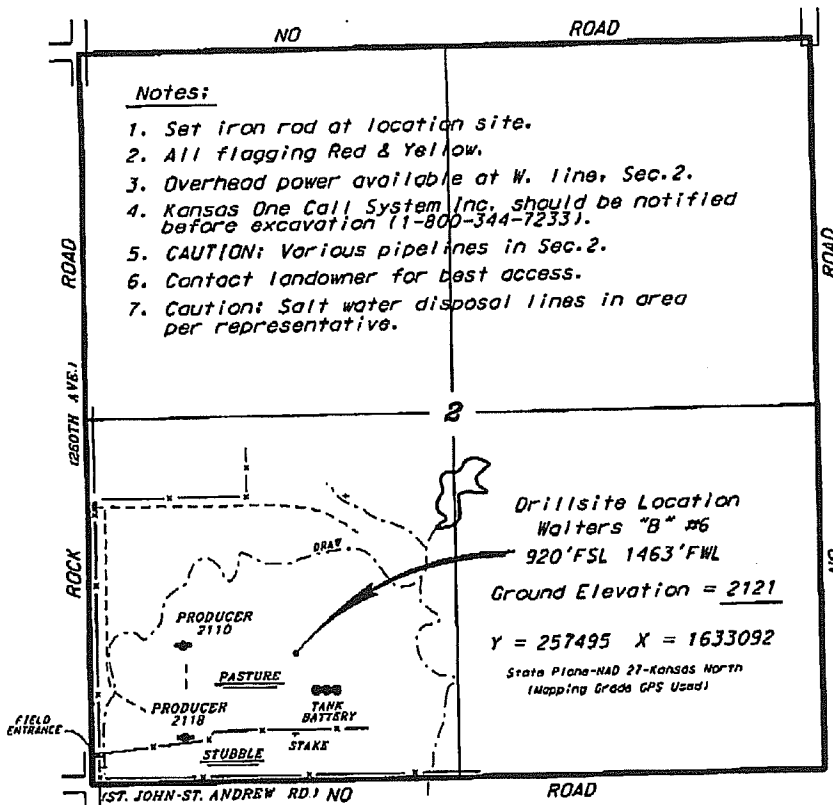 NO ROAD
Notes:
1. Set iron rod at location site.
2. All flagging Red & Yellow.
3. Overhead power available at W. line, Sec.2.
4. Kansas One Call System Inc. should be notified
before excavation (1-800-344-7233).
5. CAUTION: Various pipelines in Sec.2.
6. Contact landowner for best access.
7. Caution: Salt water disposal lines in area
per representative.
ROAD
ROAD
(260TH AVE.)
2
Drillsite Location
Walters "B" #6
920'FSL 1463'FWL
DRAW
ROCK
NO
Ground Elevation = 2121
PRODUCER
2110
Y = 257495 X = 1633092
State Plane-NAD 27-Kansas North
(Mapping Grade GPS Used)
PASTURE
TANK
BATTERY
PRODUCER
2118
FIELD
ENTRANCE
STAKE
STUBBLE
(ST. JOHN-ST. ANDREW RD.) NO ROAD